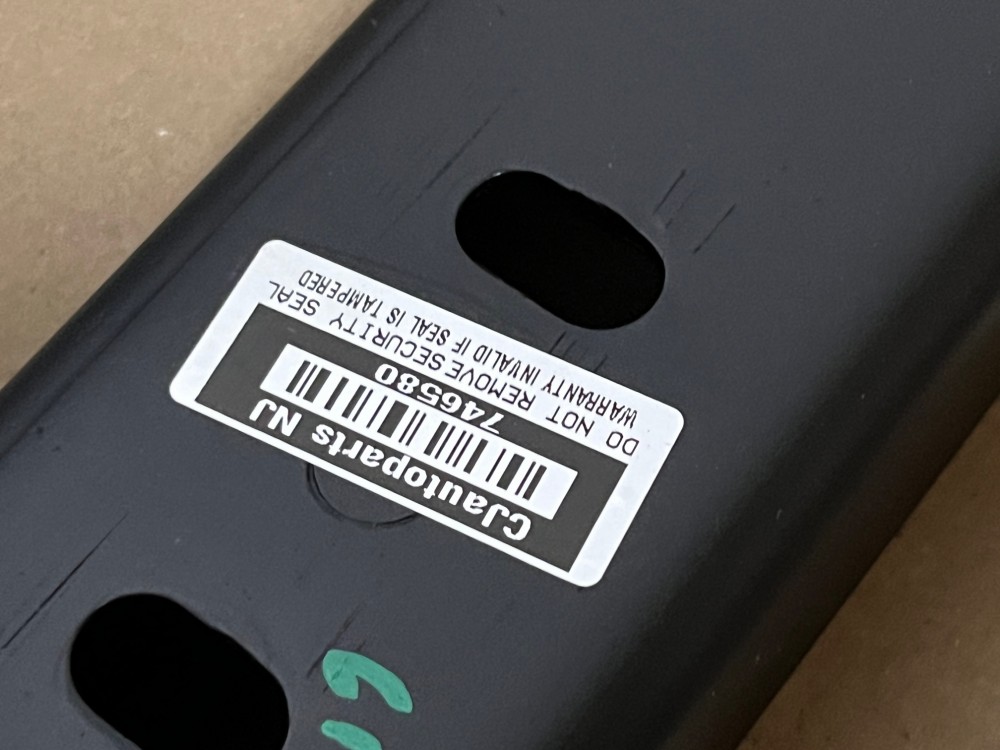 CJautoparts NJ
746580
DO NOT REMOVE SECURITY SEAL
WARRANTY INVALID IF SEAL IS TAMPERED